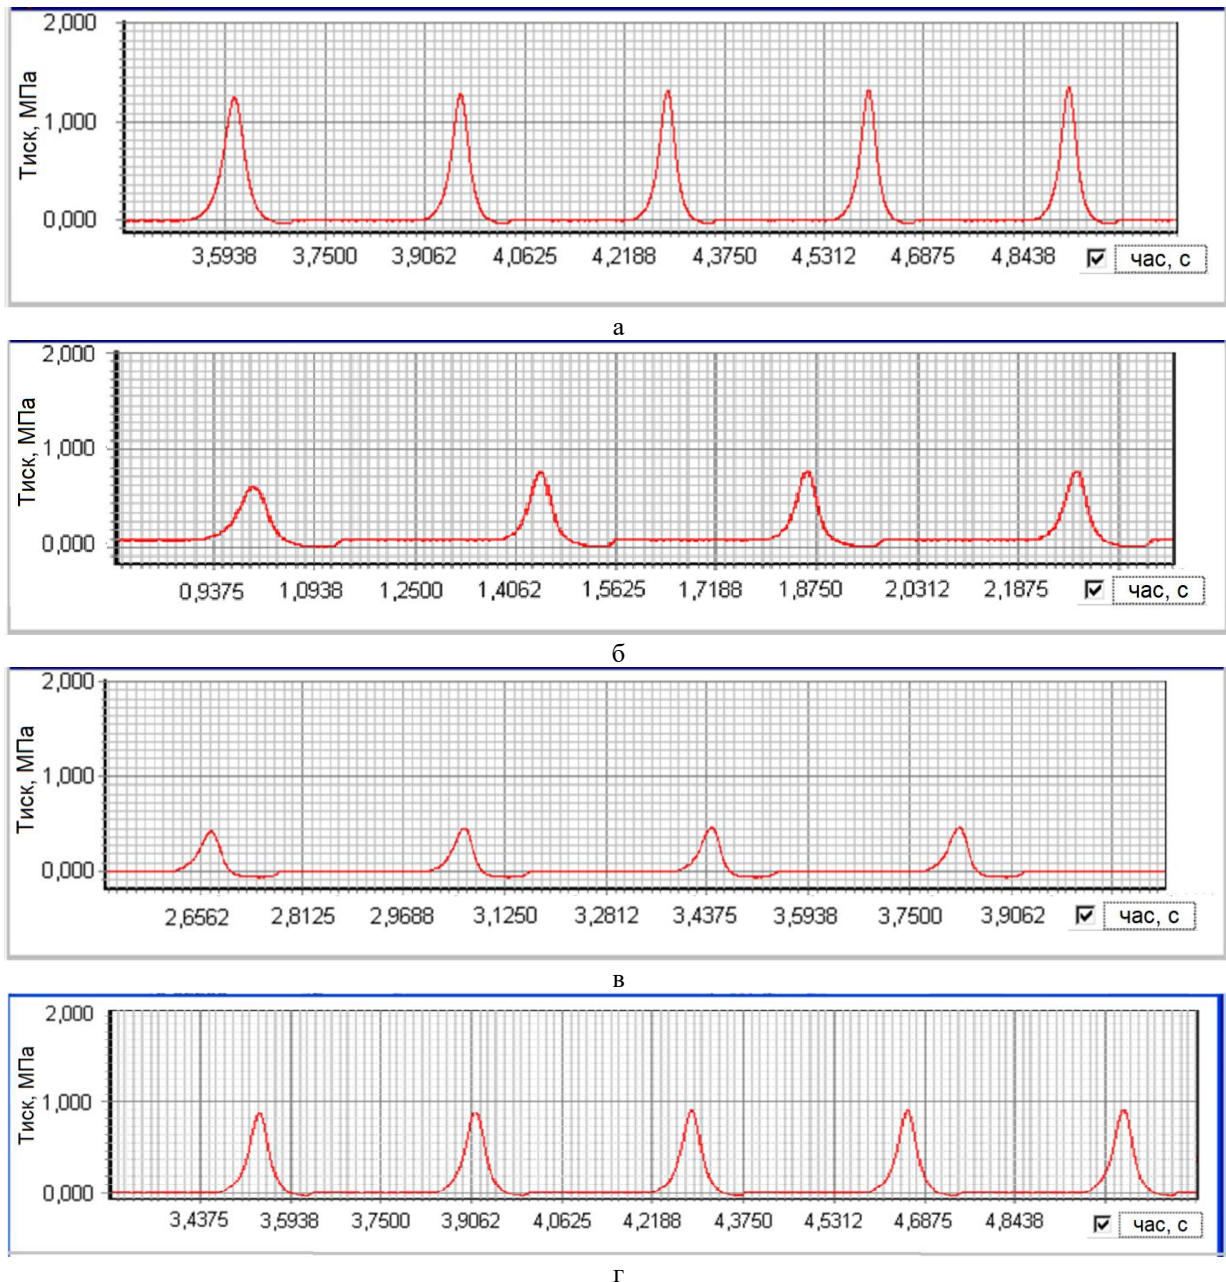 2,000
Тиск, МПа
1,000
0,000
3,5938 3,7500 3,9062 4,0625 4,2188 4,3750 4,5312 4,6875 4,8438 час, с
а
2,000
Тиск, МПа
1,000
0,000
0,9375 1,0938 1,2500 1,4062 1,5625 1,7188 1,8750 2,0312 2,1875 час, с
б
2,000
Тиск, МПа
1,000
0,000
2,6562 2,8125 2,9688 3,1250 3,2812 3,4375 3,5938 3,7500 3,9062 час, с
в
2,000
Тиск, МПа
1,000
0,000
3,4375 3,5938 3,7500 3,9062 4,0625 4,2188 4,3750 4,5312 4,6875 4,8438 час, с
г